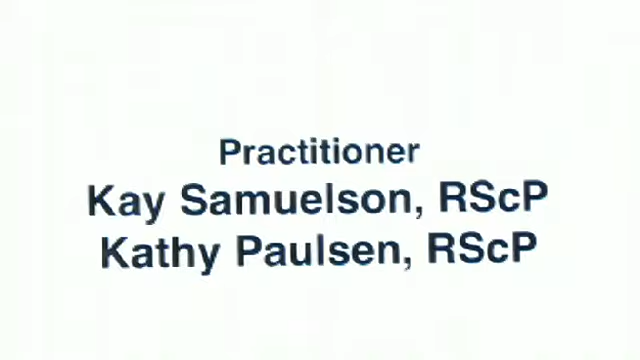 Practitioner
Kay Samuelson, RScP
Kathy Paulsen, RScP